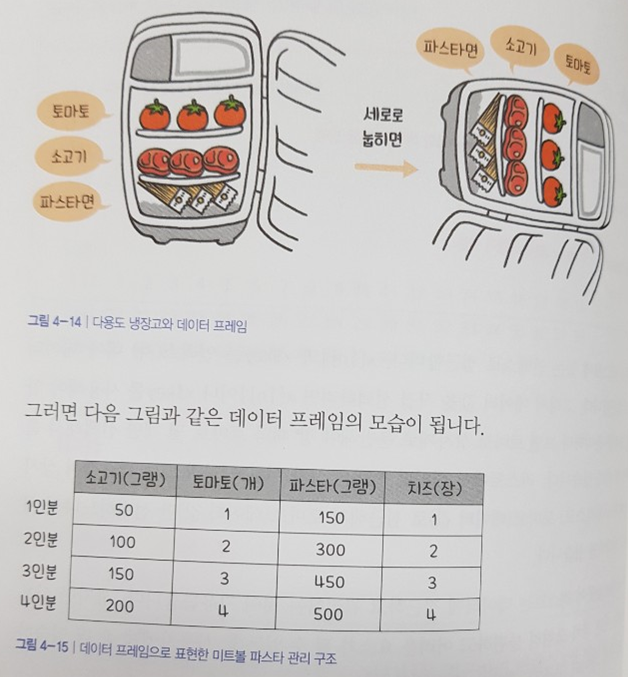 파스타면
소고기
토마토
토마토
소고기
파스타면
세로로
눕히면
그림 4-14 | 다용도 냉장고와 데이터 프레임
그러면 다음 그림과 같은 데이터 프레임의 모습이 됩니다.
소고기(그램) 토마토(개) 파스타(그램) 치즈(장)
1인분 50 1 150 1
2인분 100 2 300 2
3인분 150 3 450 3
4인분 200 4 500 4
그림 4-15 | 데이터 프레임으로 표현한 미트볼 파스타 관리 구조